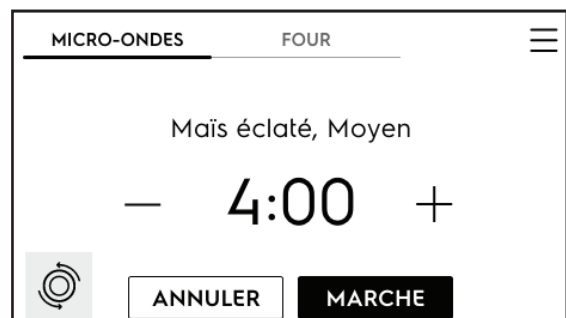 MICRO-ONDES FOUR
Maïs éclaté, Moyen
— 4:00 +
ANNULER MARCHE